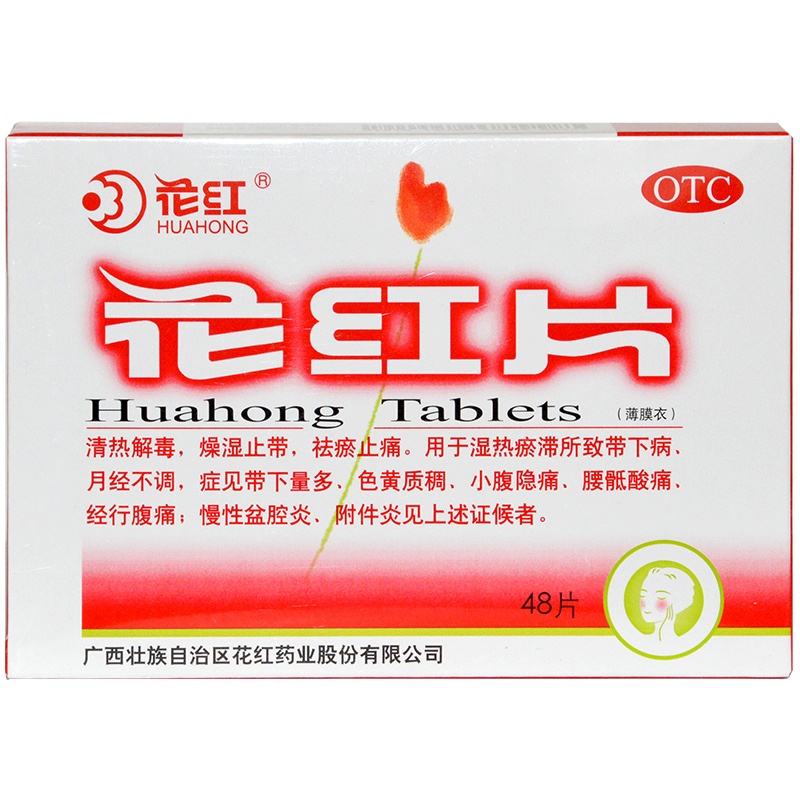 花红®
HUAHONG
OTC
花红片
Huahong Tablets (薄膜衣)
清热解毒，燥湿止带，祛瘀止痛。用于湿热瘀滞所致带下病、
月经不调，症见带下量多、色黄质稠、小腹隐痛、腰骶酸痛、
经行腹痛；慢性盆腔炎、附件炎见上述证候者。
48片
广西壮族自治区花红药业股份有限公司